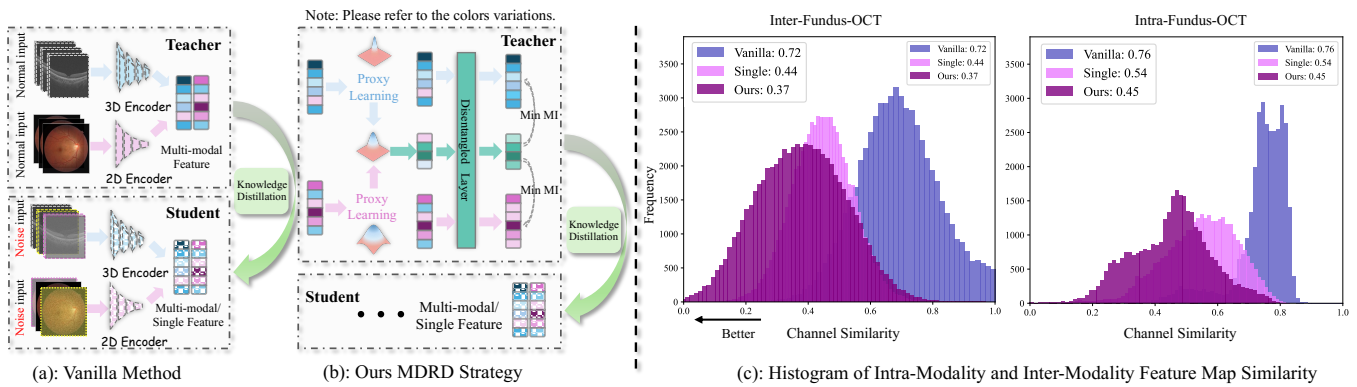 Note: Please refer to the colors variations.
Normal input
Normal input
Teacher
3D Encoder
2D Encoder
Multi-modal
Feature
Noise input
Noise input
Student
3D Encoder
2D Encoder
Multi-modal/
Single Feature
Knowledge
Distillation
(a): Vanilla Method
Teacher
Proxy
Learning
Proxy
Learning
Disentangled
Layer
Min MI
Min MI
Knowledge
Distillation
Student
Multi-modal/
Single Feature
(b): Ours MDRD Strategy
Inter-Fundus-OCT
Vanilla: 0.72
Single: 0.44
Ours: 0.37
Vanilla: 0.72
Single: 0.44
Ours: 0.37
Frequency
3500
3000
2500
2000
1500
1000
500
0
0.0 0.2 0.4 0.6 0.8 1.0
Channel Similarity
Better
Intra-Fundus-OCT
Vanilla: 0.76
Single: 0.54
Ours: 0.45
Vanilla: 0.76
Single: 0.54
Ours: 0.45
3500
3000
2500
2000
1500
1000
500
0
0.0 0.2 0.4 0.6 0.8 1.0
Channel Similarity
(c): Histogram of Intra-Modality and Inter-Modality Feature Map Similarity